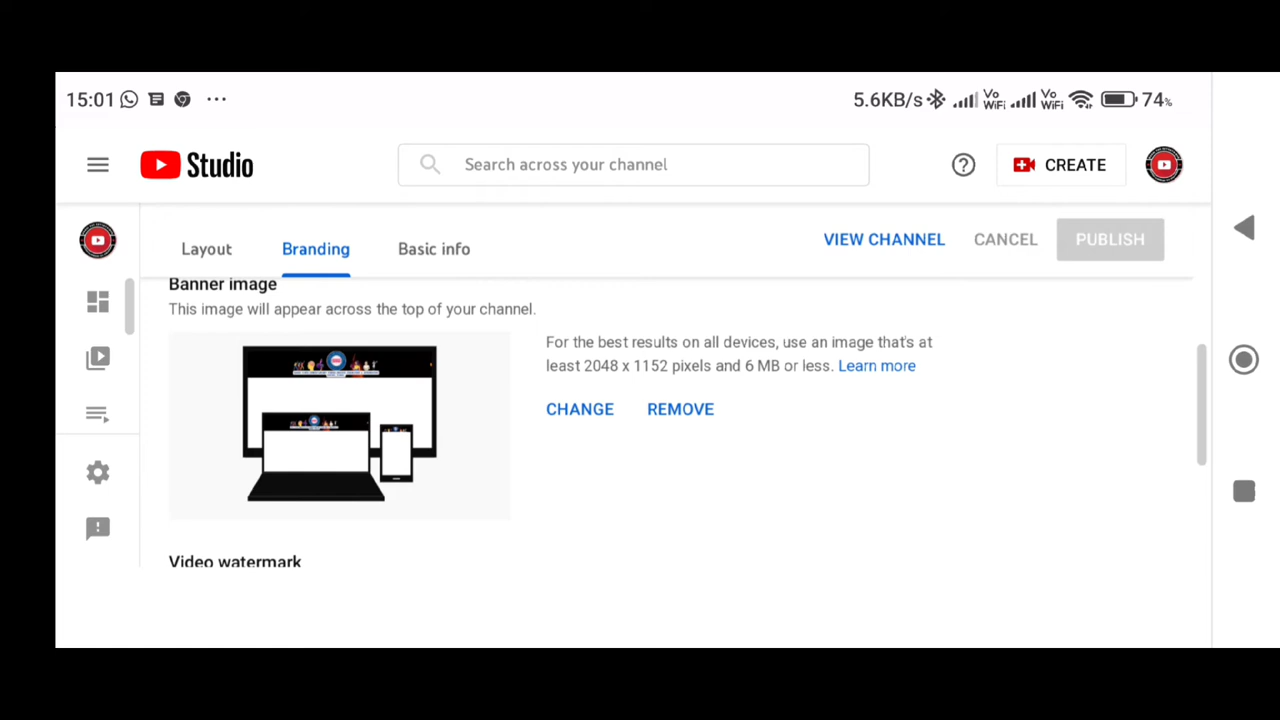 15:01 ... 5.6KB/s Vo WiFi Vo WiFi 74%
Studio
Search across your channel
CREATE
Layout Branding Basic info
VIEW CHANNEL CANCEL PUBLISH
Banner image
This image will appear across the top of your channel.
For the best results on all devices, use an image that's at
least 2048 x 1152 pixels and 6 MB or less. Learn more
CHANGE REMOVE
Video watermark